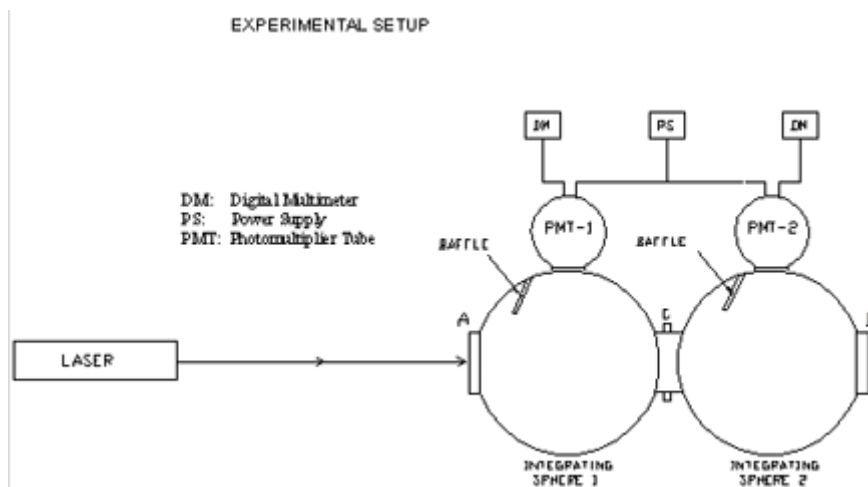 EXPERIMENTAL SETUP
DM PS DM
DM: Digital Multimeter
PS: Power Supply
PMT: Photomultiplier Tube
PMT-1 PMT-2
BAFFLE BAFFLE
A C
LASER
INTEGRATING SPHERE 1
INTEGRATING SPHERE 2